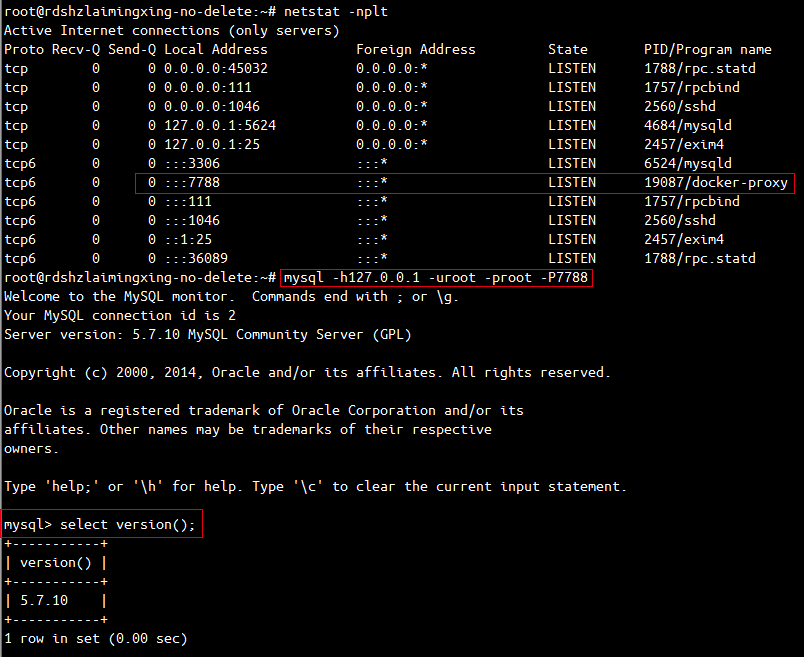 root@rdshzlaimingxing-no-delete:~# netstat -nplt
Active Internet connections (only servers)
Proto Recv-Q Send-Q Local Address           Foreign Address         State       PID/Program name
tcp        0      0 0.0.0.0:45032           0.0.0.0:*               LISTEN      1788/rpc.statd
tcp        0      0 0.0.0.0:111             0.0.0.0:*               LISTEN      1757/rpcbind
tcp        0      0 0.0.0.0:1046            0.0.0.0:*               LISTEN      2560/sshd
tcp        0      0 127.0.0.1:5624          0.0.0.0:*               LISTEN      4684/mysqld
tcp        0      0 127.0.0.1:25            0.0.0.0:*               LISTEN      2457/exim4
tcp6       0      0 :::3306                 :::*                    LISTEN      6524/mysqld
tcp6       0      0 :::7788                 :::*                    LISTEN      19087/docker-proxy
tcp6       0      0 :::111                  :::*                    LISTEN      1757/rpcbind
tcp6       0      0 :::1046                 :::*                    LISTEN      2560/sshd
tcp6       0      0 ::1:25                  :::*                    LISTEN      2457/exim4
tcp6       0      0 :::36089                :::*                    LISTEN      1788/rpc.statd
root@rdshzlaimingxing-no-delete:~# mysql -h127.0.0.1 -uroot -proot -P7788
Welcome to the MySQL monitor.  Commands end with ; or \g.
Your MySQL connection id is 2
Server version: 5.7.10 MySQL Community Server (GPL)

Copyright (c) 2000, 2014, Oracle and/or its affiliates. All rights reserved.

Oracle is a registered trademark of Oracle Corporation and/or its
affiliates. Other names may be trademarks of their respective
owners.

Type 'help;' or '\h' for help. Type '\c' to clear the current input statement.

mysql> select version();
+-----------+
| version() |
+-----------+
| 5.7.10    |
+-----------+
1 row in set (0.00 sec)